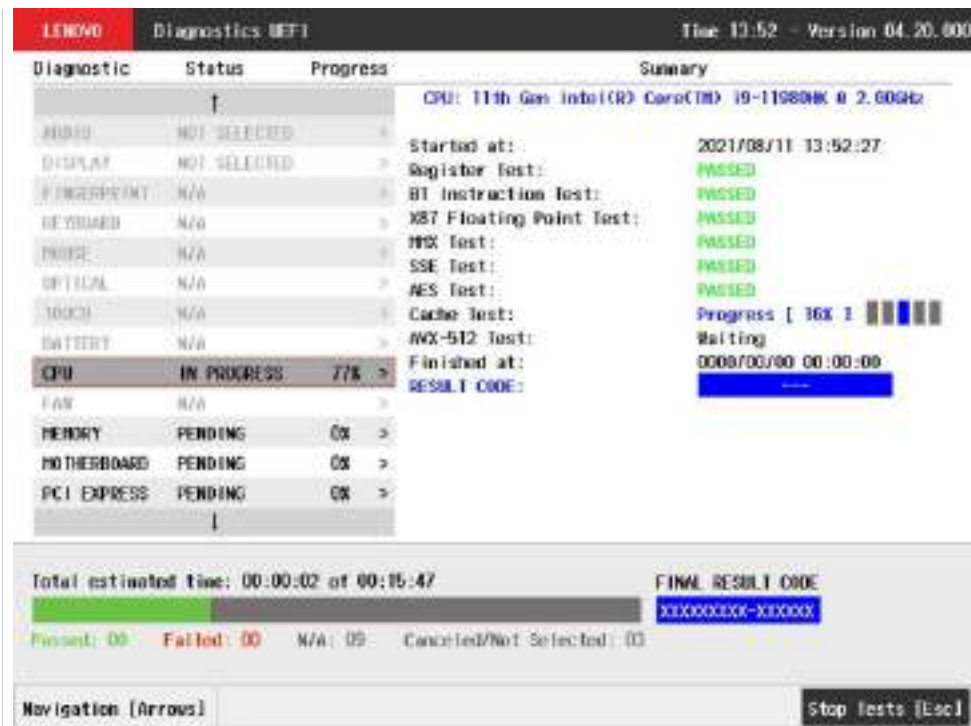 LENOVO Diagnostics UEFI Time 13:52 - Version 04.20.000
Diagnostic Status Progress Summary
↑ CPU: 11th Gen Intel(R) Core(TM) i9-11980HK @ 2.60GHz
AUDIO NOT SELECTED >
DISPLAY NOT SELECTED >
FINGERPRINT N/A >
KEYBOARD N/A >
MOUSE N/A >
OPTICAL N/A >
TOUCH N/A >
BATTERY N/A >
CPU IN PROGRESS 77% >
FAN N/A >
MEMORY PENDING 0% >
MOTHERBOARD PENDING 0% >
PCI EXPRESS PENDING 0% >
↓
Started at: 2021/08/11 13:52:27
Register Test: PASSED
BT Instruction Test: PASSED
X87 Floating Point Test: PASSED
MMX Test: PASSED
SSE Test: PASSED
AES Test: PASSED
Cache Test: Progress [ 16% ]
AVX-512 Test: Waiting
Finished at: 0000/00/00 00:00:00
RESULT CODE: ---
Total estimated time: 00:00:02 of 00:15:47
FINAL RESULT CODE
XXXXXXXXX-XXXXXX
Passed: 00 Failed: 00 N/A: 09 Canceled/Not Selected: 03
Navigation [Arrows] Stop Tests [Esc]